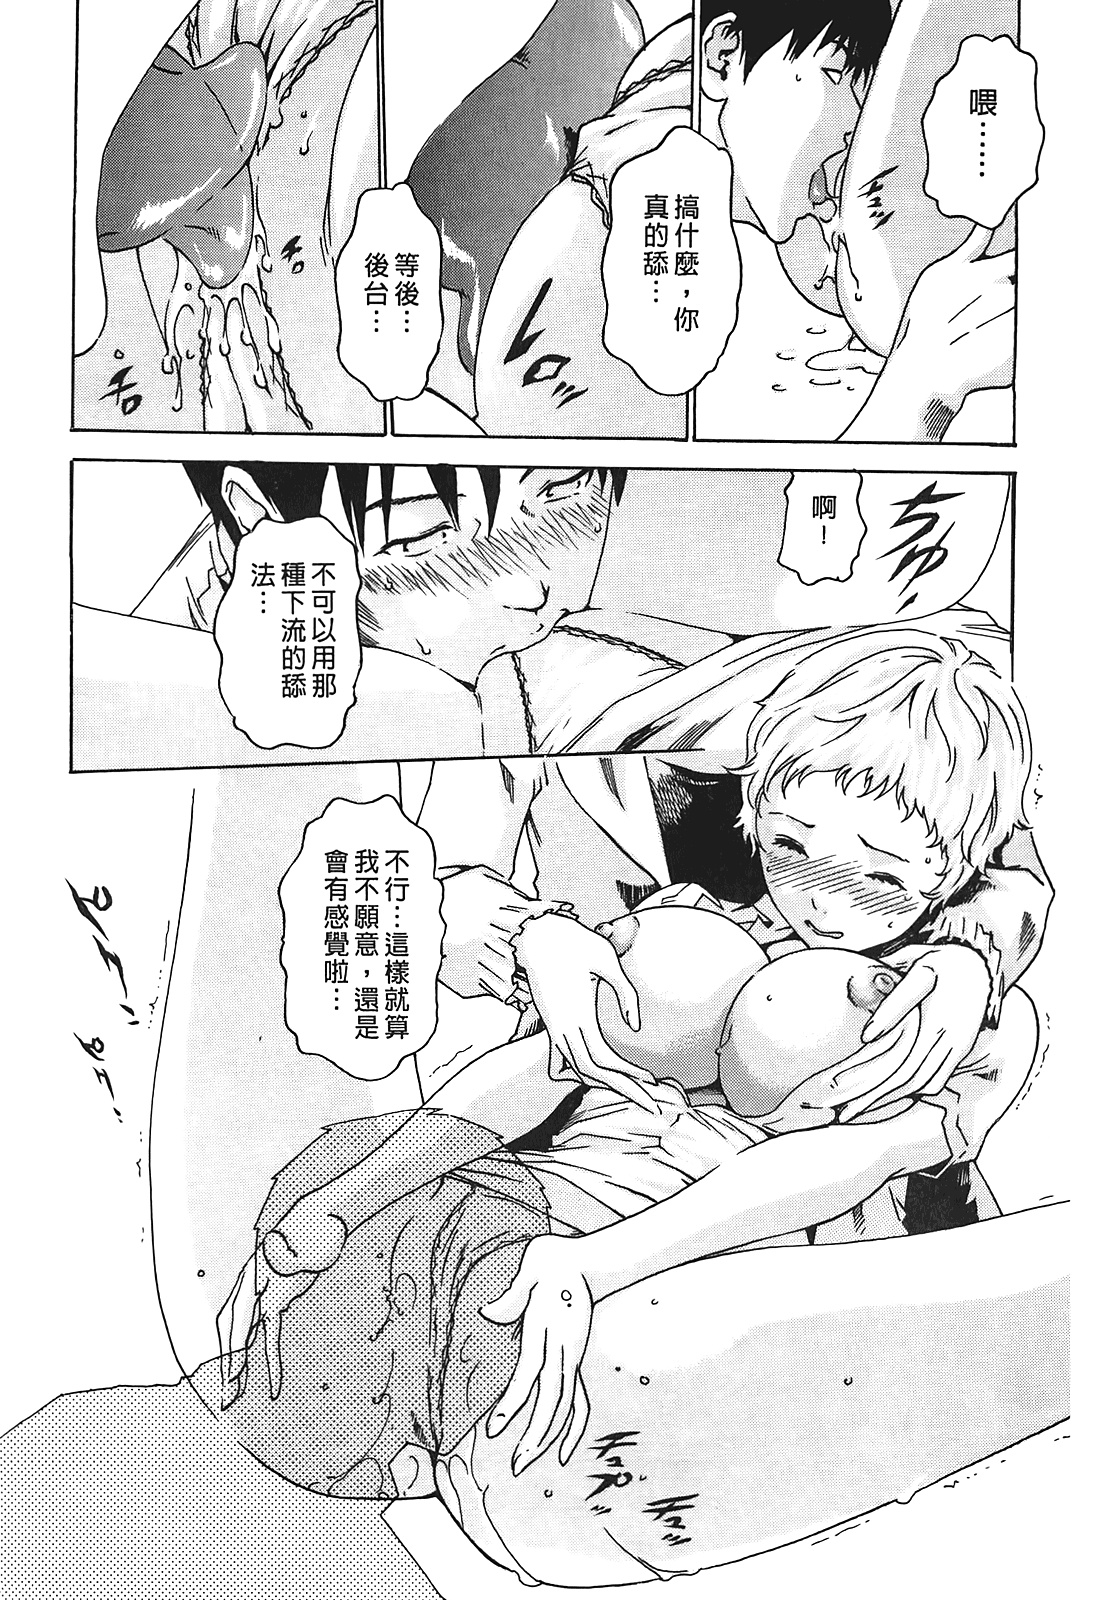 喂……
搞什麼，你
真的舔…
等後…
後台…
啊！
ちゅ
不可以用那
種下流的舔
法…
不行…這樣就算
我不願意，還是
會有感覺啦…